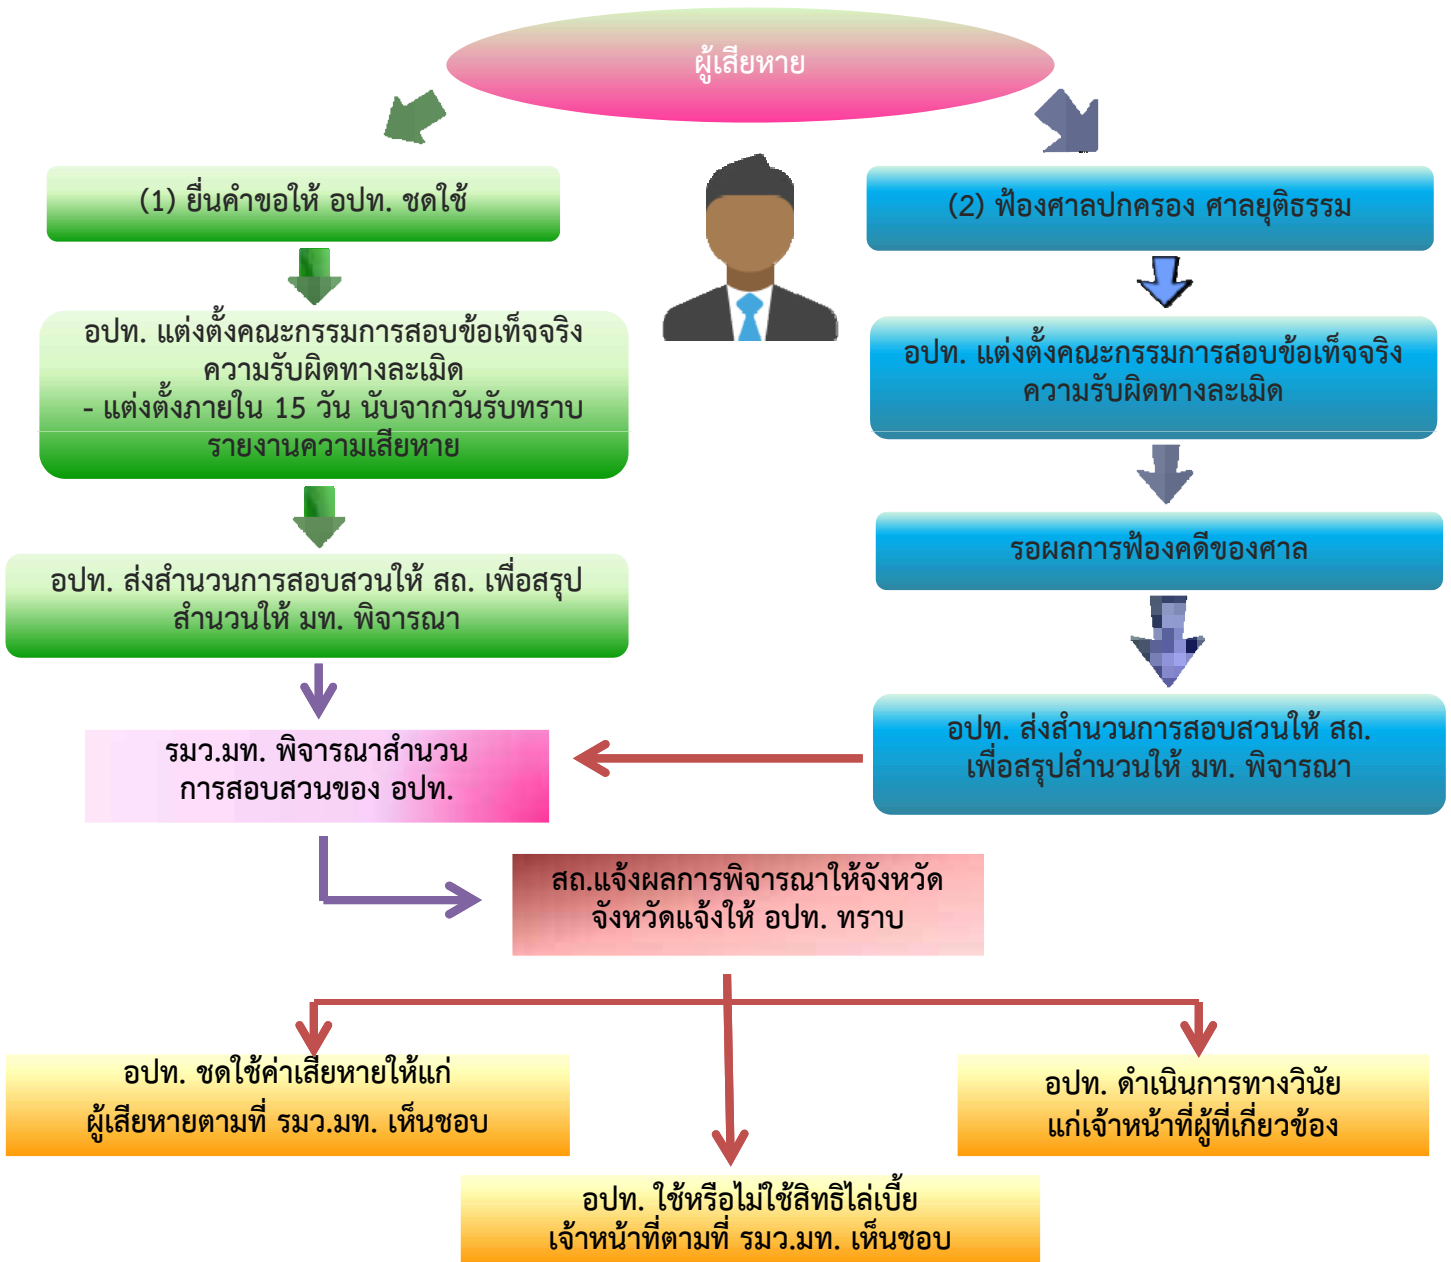 ผู้เสียหาย
(1) ยื่นคำขอให้ อปท. ชดใช้
(2) ฟ้องศาลปกครอง ศาลยุติธรรม
อปท. แต่งตั้งคณะกรรมการสอบข้อเท็จจริง
ความรับผิดทางละเมิด
- แต่งตั้งภายใน 15 วัน นับจากวันรับทราบ
รายงานความเสียหาย
อปท. แต่งตั้งคณะกรรมการสอบข้อเท็จจริง
ความรับผิดทางละเมิด
รอผลการฟ้องคดีของศาล
อปท. ส่งสำนวนการสอบสวนให้ สถ. เพื่อสรุป
สำนวนให้ มท. พิจารณา
อปท. ส่งสำนวนการสอบสวนให้ สถ.
เพื่อสรุปสำนวนให้ มท. พิจารณา
รมว.มท. พิจารณาสำนวน
การสอบสวนของ อปท.
สถ.แจ้งผลการพิจารณาให้จังหวัด
จังหวัดแจ้งให้ อปท. ทราบ
อปท. ชดใช้ค่าเสียหายให้แก่
ผู้เสียหายตามที่ รมว.มท. เห็นชอบ
อปท. ดำเนินการทางวินัย
แก่เจ้าหน้าที่ผู้ที่เกี่ยวข้อง
อปท. ใช้หรือไม่ใช้สิทธิไล่เบี้ย
เจ้าหน้าที่ตามที่ รมว.มท. เห็นชอบ